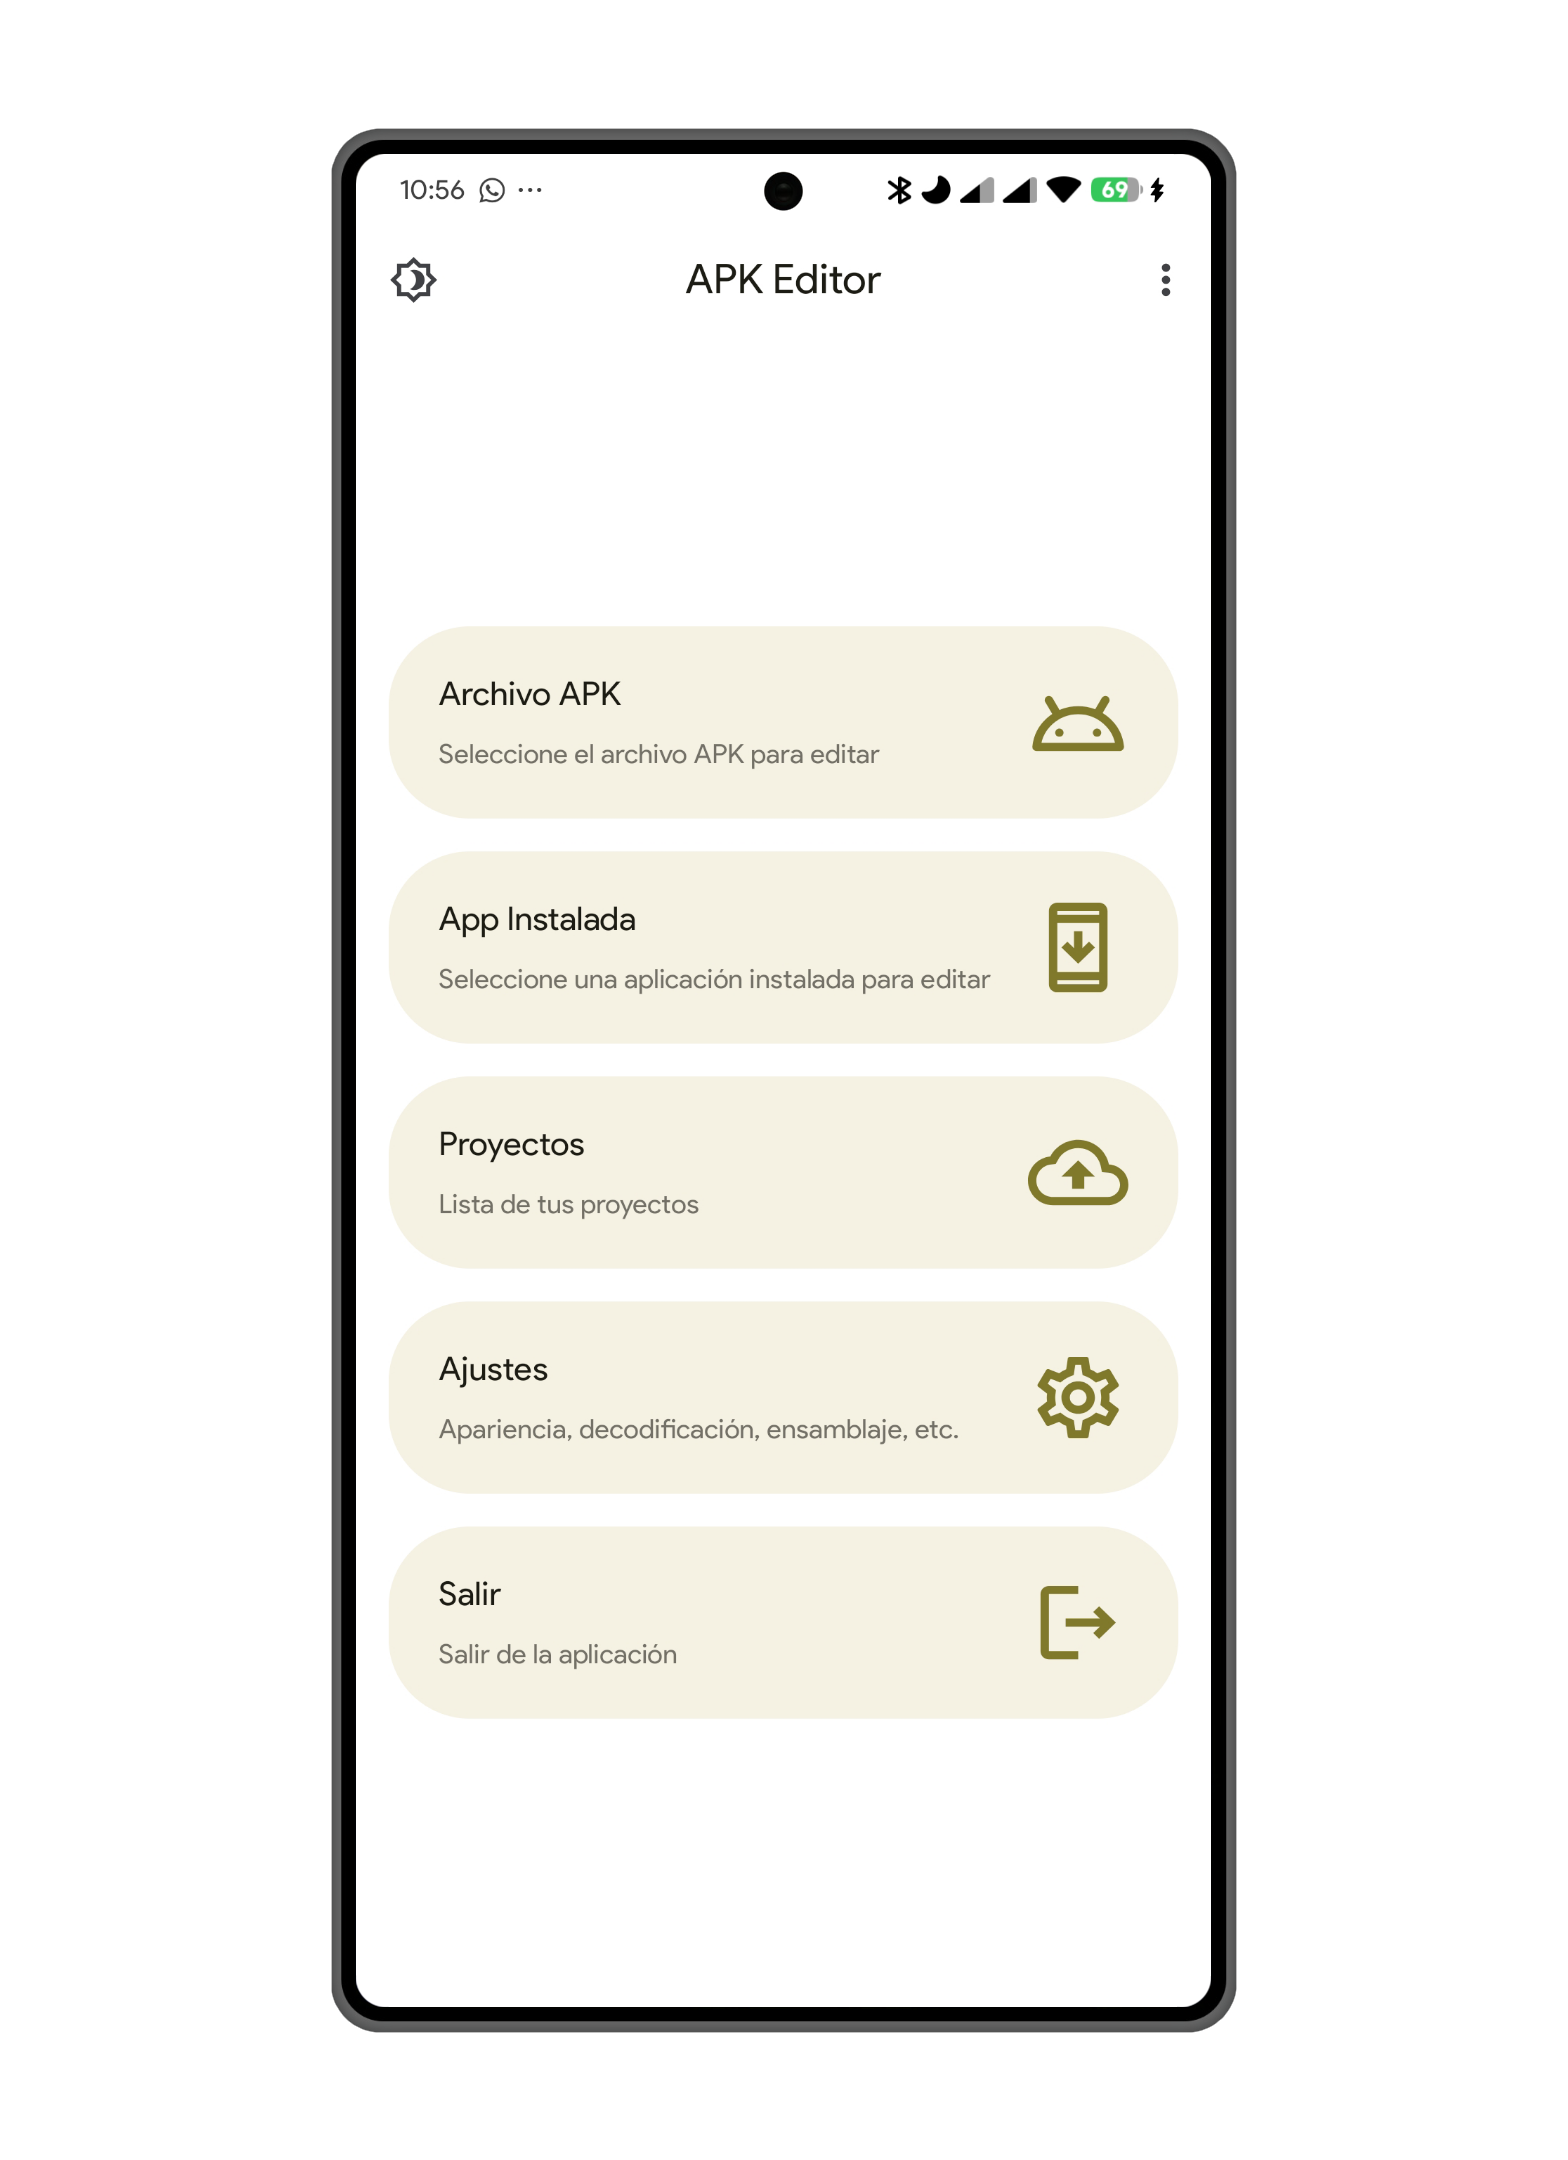 10:56
69
APK Editor
Archivo APK
Seleccione el archivo APK para editar
App Instalada
Seleccione una aplicación instalada para editar
Proyectos
Lista de tus proyectos
Ajustes
Apariencia, decodificación, ensamblaje, etc.
Salir
Salir de la aplicación